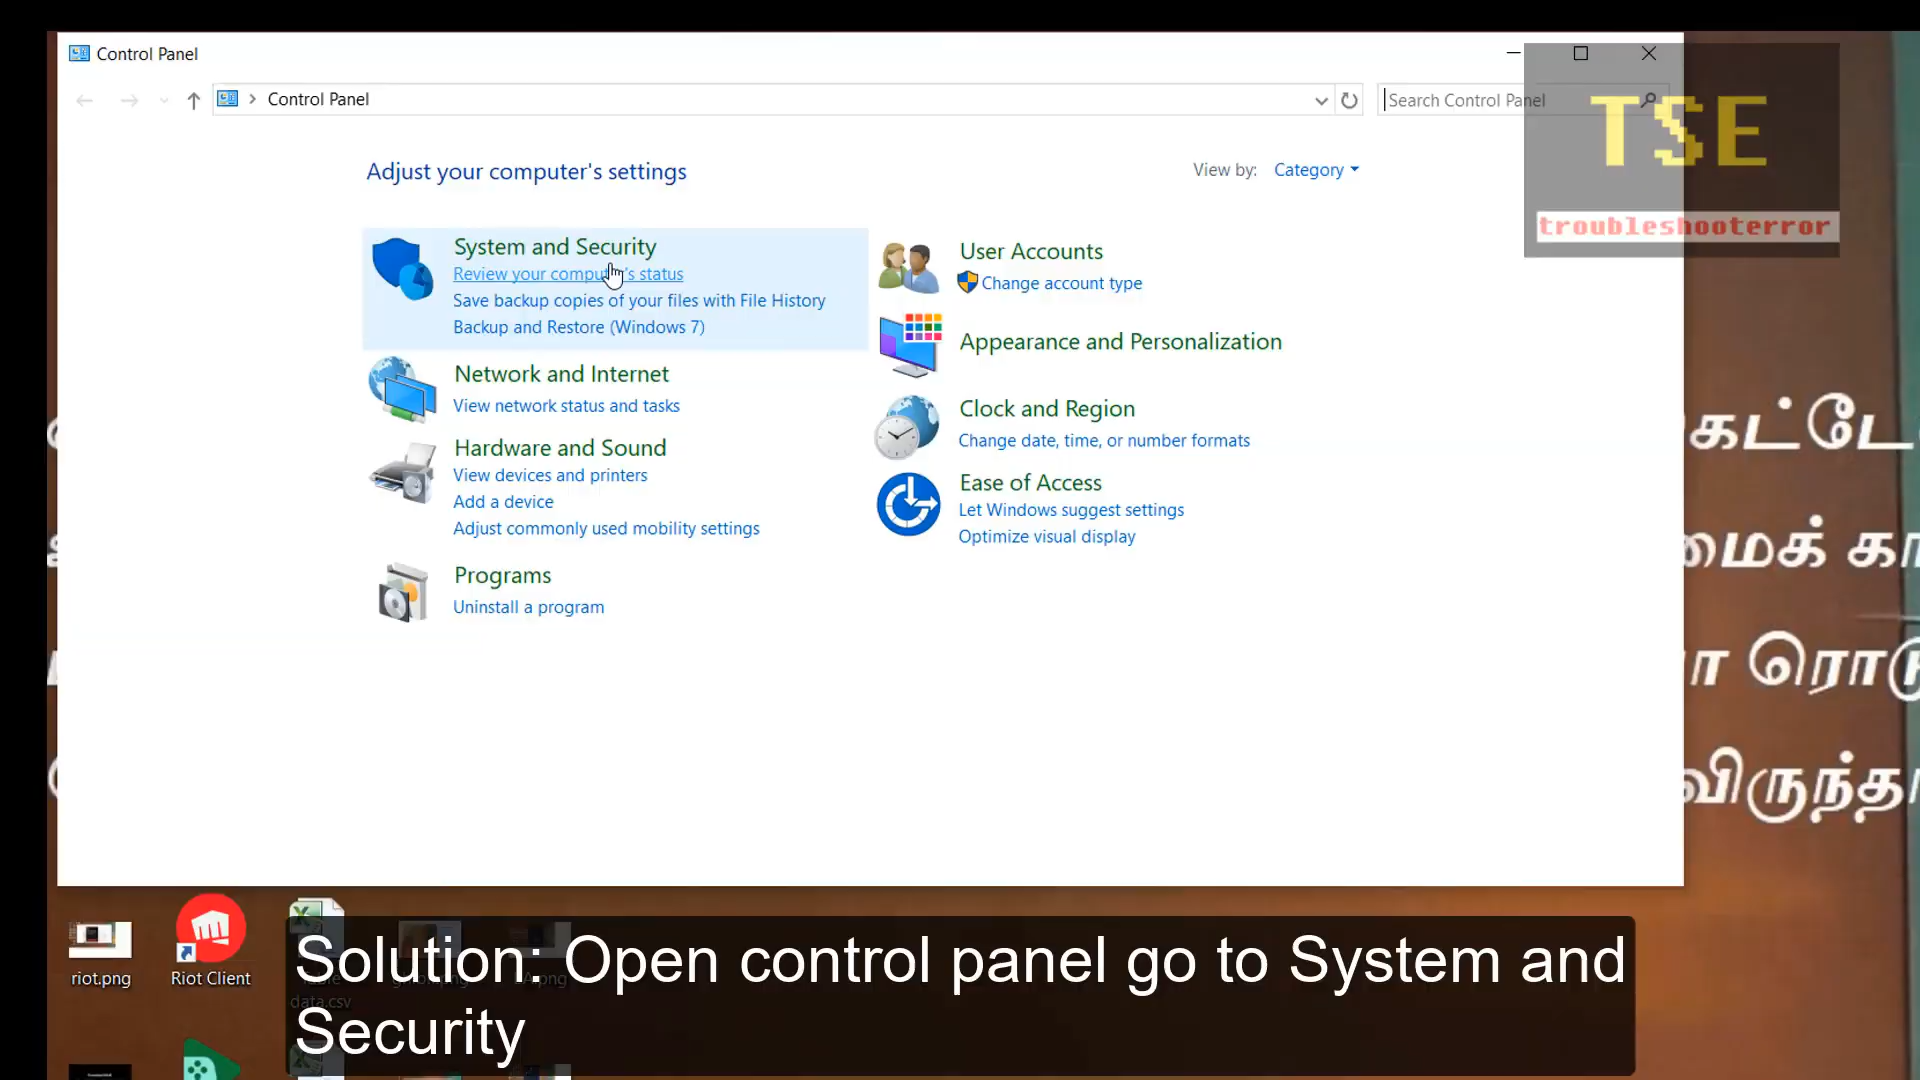 Control Panel
Control Panel
Search Control Panel
TSE
troubleshooterror
Adjust your computer's settings
View by: Category
System and Security
Review your computer's status
Save backup copies of your files with File History
Backup and Restore (Windows 7)
Network and Internet
View network status and tasks
Hardware and Sound
View devices and printers
Add a device
Adjust commonly used mobility settings
Programs
Uninstall a program
User Accounts
Change account type
Appearance and Personalization
Clock and Region
Change date, time, or number formats
Ease of Access
Let Windows suggest settings
Optimize visual display
riot.png
Riot Client
data.csv
Solution: Open control panel go to System and
Security